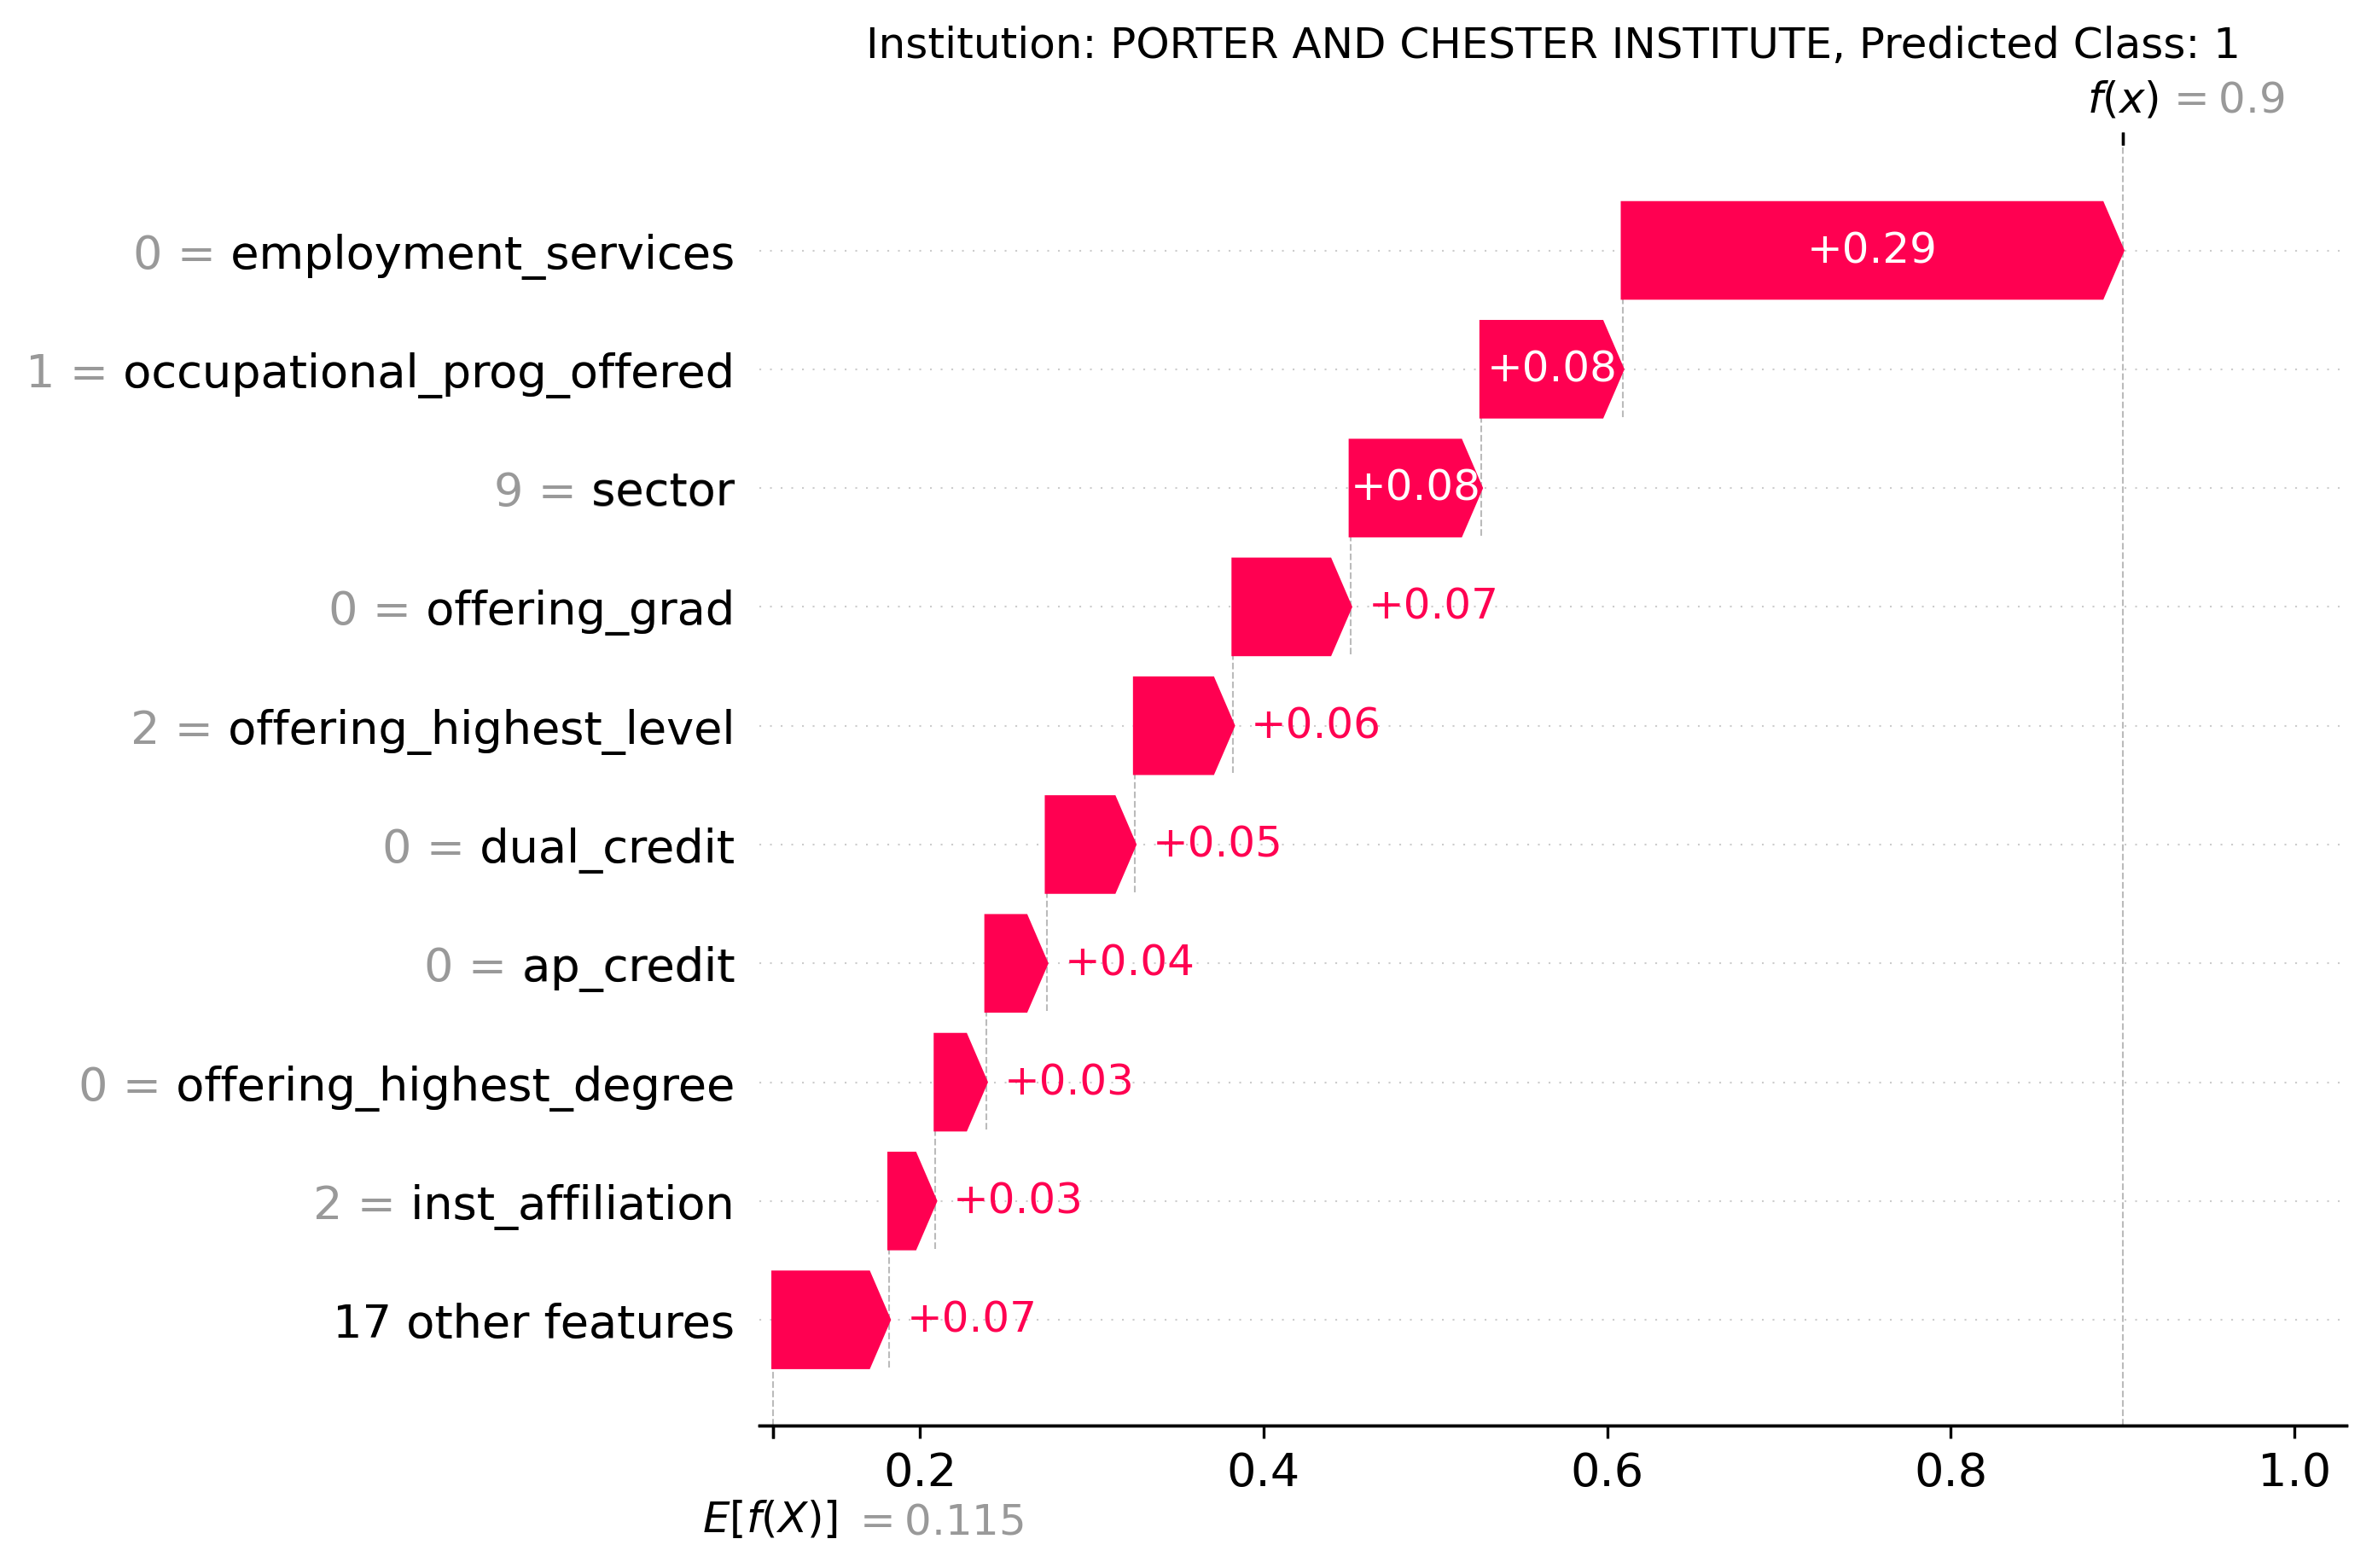 Institution: PORTER AND CHESTER INSTITUTE, Predicted Class: 1
f(x) = 0.9
0 = employment_services +0.29
1 = occupational_prog_offered +0.08
9 = sector +0.08
0 = offering_grad +0.07
2 = offering_highest_level +0.06
0 = dual_credit +0.05
0 = ap_credit +0.04
0 = offering_highest_degree +0.03
2 = inst_affiliation +0.03
17 other features +0.07
0.2 0.4 0.6 0.8 1.0
E[f(X)] = 0.115